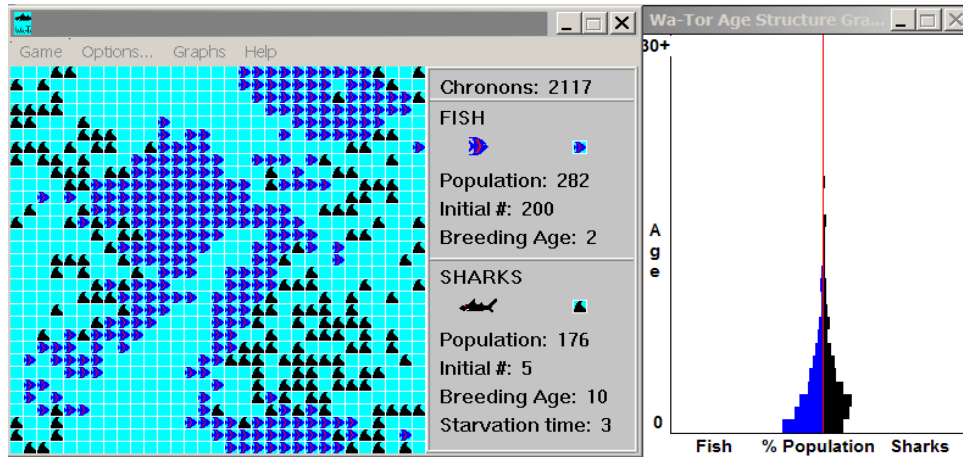 Wa-Tor Age Structure Gra...
Game Options... Graphs Help
Chronons: 2117
FISH
Population: 282
Initial #: 200
Breeding Age: 2
SHARKS
Population: 176
Initial #: 5
Breeding Age: 10
Starvation time: 3
30+
A
g
e
0
Fish % Population Sharks